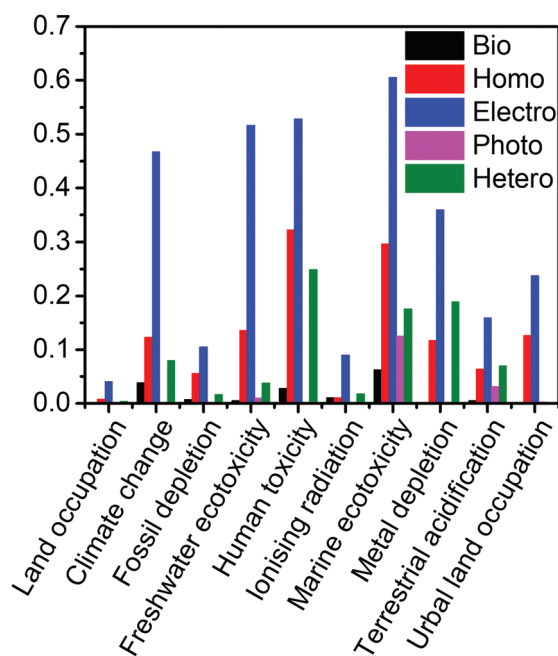 0.7
0.6
0.5
0.4
0.3
0.2
0.1
0.0
Bio
Homo
Electro
Photo
Hetero
Land occupation
Climate change
Fossil depletion
Freshwater ecotoxicity
Human toxicity
Ionising radiation
Marine ecotoxicity
Metal depletion
Terrestrial acidification
Urbal land occupation